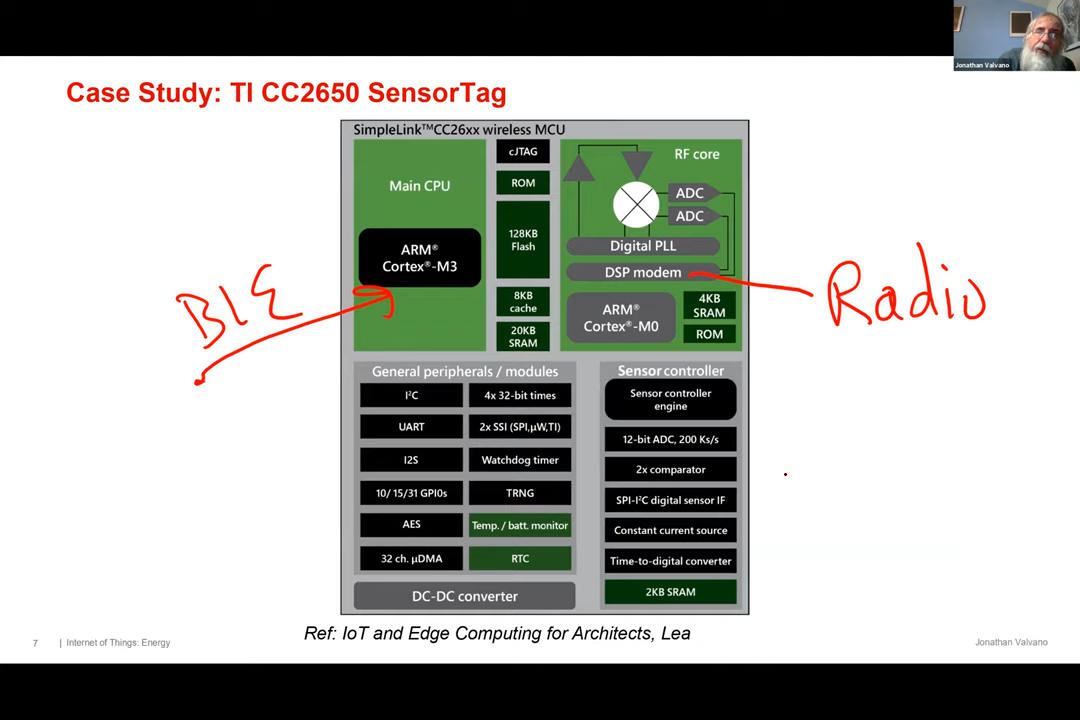 Jonathan Valvano
Case Study: TI CC2650 SensorTag
SimpleLink™CC26xx wireless MCU
Main CPU
ARM®
Cortex®-M3
cJTAG
ROM
128KB
Flash
8KB
cache
20KB
SRAM
RF core
ADC
ADC
Digital PLL
DSP modem
ARM®
Cortex®-M0
4KB
SRAM
ROM
BLE
Radio
General peripherals / modules
I²C
4x 32-bit times
UART
2x SSI (SPI,µW,TI)
I2S
Watchdog timer
10/ 15/31 GPI0s
TRNG
AES
Temp. / batt. monitor
32 ch. µDMA
RTC
DC-DC converter
Sensor controller
Sensor controller
engine
12-bit ADC, 200 Ks/s
2x comparator
SPI-I²C digital sensor IF
Constant current source
Time-to-digital converter
2KB SRAM
Ref: IoT and Edge Computing for Architects, Lea
7 | Internet of Things: Energy
Jonathan Valvano